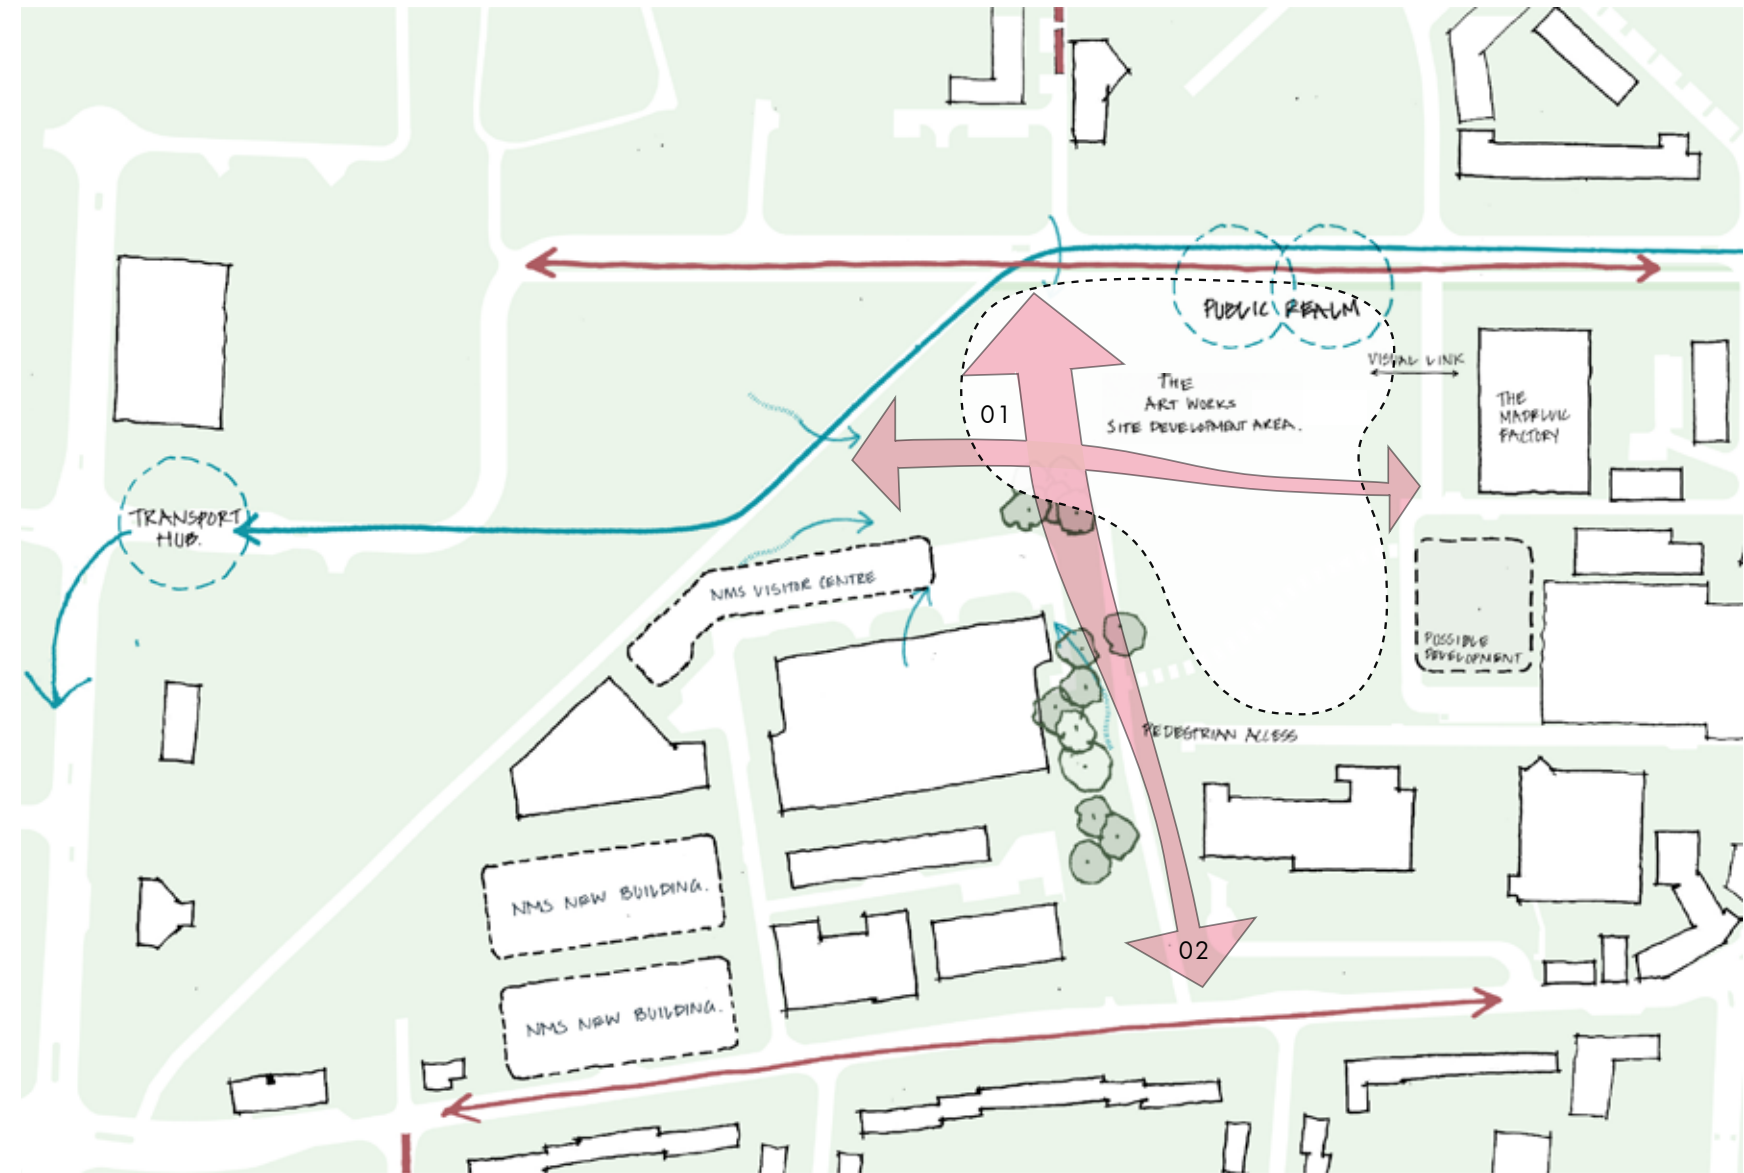 PUBLIC REALM
VISUAL LINK
THE
ART WORKS
SITE DEVELOPMENT AREA.
01
THE
MADELVIC
FACTORY
TRANSPORT
HUB.
NMS VISITOR CENTRE
POSSIBLE
DEVELOPMENT
PEDESTRIAN ACCESS
NMS NEW BUILDING.
02
NMS NEW BUILDING.